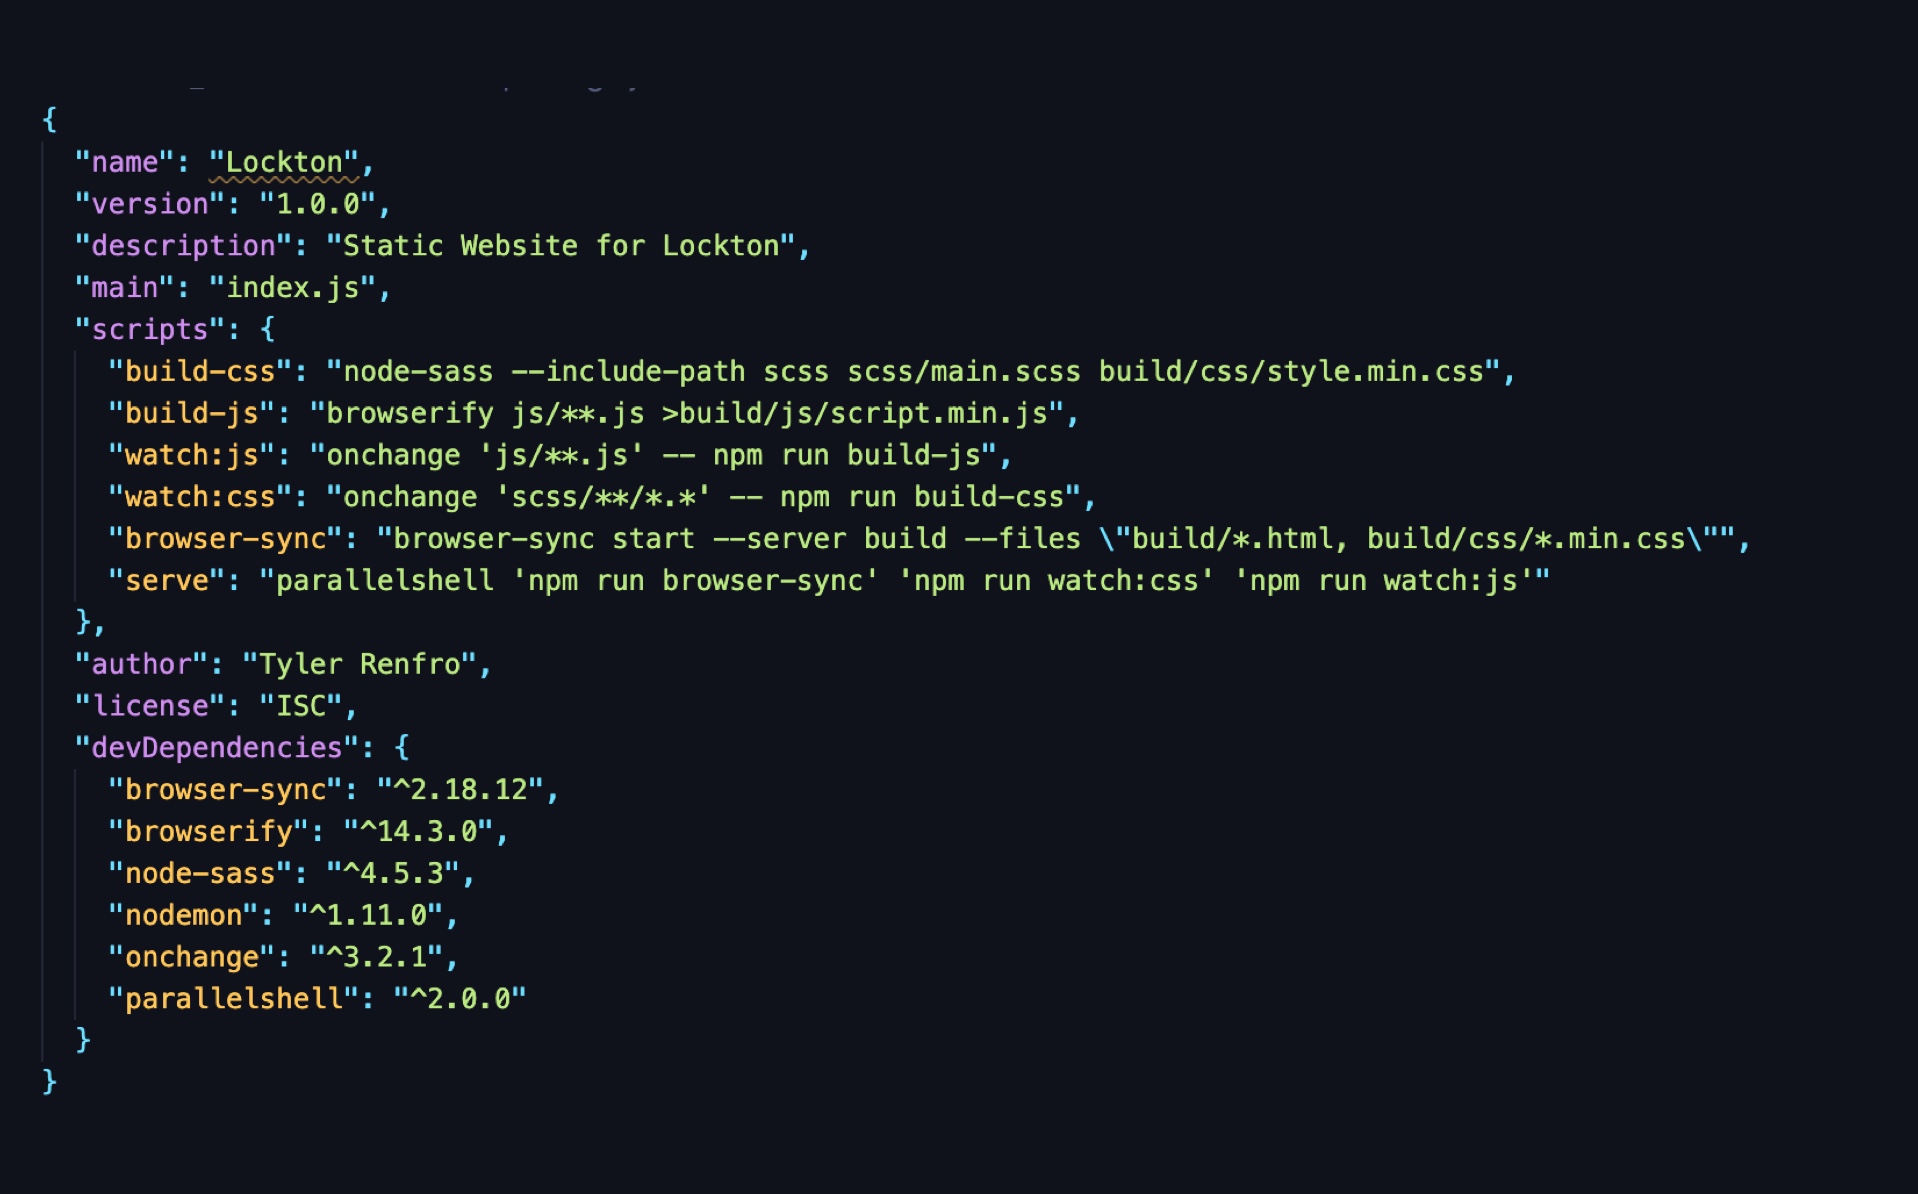 {
  "name": "Lockton",
  "version": "1.0.0",
  "description": "Static Website for Lockton",
  "main": "index.js",
  "scripts": {
    "build-css": "node-sass --include-path scss scss/main.scss build/css/style.min.css",
    "build-js": "browserify js/**.js >build/js/script.min.js",
    "watch:js": "onchange 'js/**.js' -- npm run build-js",
    "watch:css": "onchange 'scss/**/*.*' -- npm run build-css",
    "browser-sync": "browser-sync start --server build --files \"build/*.html, build/css/*.min.css\"",
    "serve": "parallelshell 'npm run browser-sync' 'npm run watch:css' 'npm run watch:js'"
  },
  "author": "Tyler Renfro",
  "license": "ISC",
  "devDependencies": {
    "browser-sync": "^2.18.12",
    "browserify": "^14.3.0",
    "node-sass": "^4.5.3",
    "nodemon": "^1.11.0",
    "onchange": "^3.2.1",
    "parallelshell": "^2.0.0"
  }
}